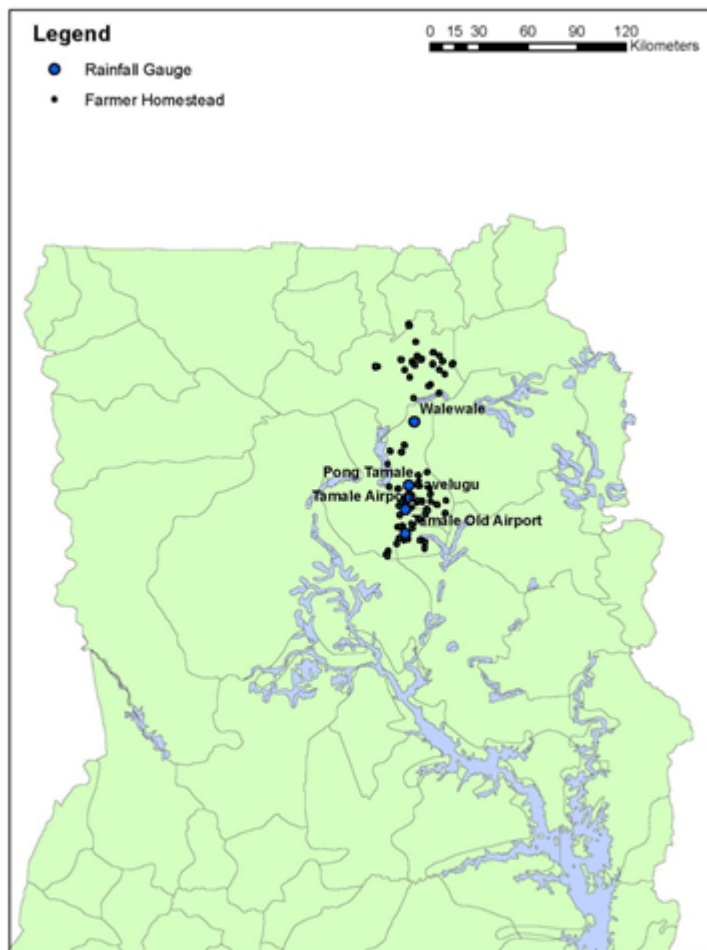 Legend
0 15 30 60 90 120
Kilometers
Rainfall Gauge
Farmer Homestead
Walewale
Pong Tamale
Savelugu
Tamale Airport
Tamale Old Airport